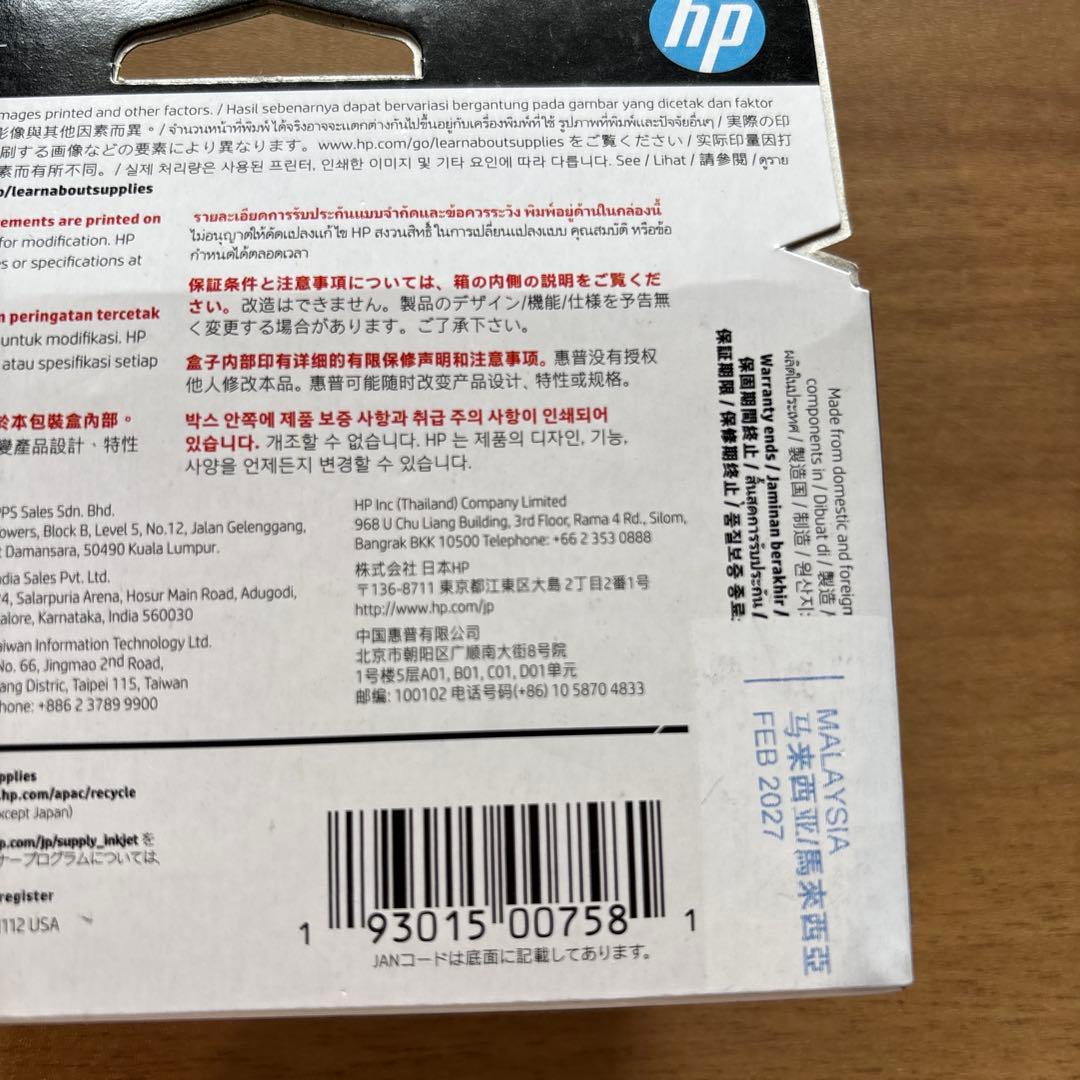 hp
mages printed and other factors. / Hasil sebenarnya dapat bervariasi bergantung pada gambar yang dicetak dan faktor
影像與其他因素而異。/ จำนวนหน้าที่พิมพ์ได้จริงอาจจะแตกต่างกันไปขึ้นอยู่กับเครื่องพิมพ์ที่ใช้ รูปภาพที่พิมพ์และปัจจัยอื่นๆ / 実際の印
刷する画像などの要素により異なります。www.hp.com/go/learnaboutsupplies をご覧ください / 实际印量因打
素而有所不同。/ 실제 처리량은 사용된 프린터, 인쇄한 이미지 및 기타 요인에 따라 다릅니다. See / Lihat / 請參閱 / ดูราย
o/learnaboutsupplies
ements are printed on
for modification. HP
s or specifications at
n peringatan tercetak
untuk modifikasi. HP
atau spesifikasi setiap
於本包裝盒內部。
變產品設計、特性
รายละเอียดการรับประกันแบบจำกัดและข้อควรระวัง พิมพ์อยู่ด้านในกล่องนี้
ไม่อนุญาตให้ดัดแปลงแก้ไข HP สงวนสิทธิ์ในการเปลี่ยนแปลงแบบ คุณสมบัติ หรือข้อ
กำหนดได้ตลอดเวลา
保証条件と注意事項については、箱の内側の説明をご覧くだ
さい。改造はできません。製品のデザイン/機能/仕様を予告無
く変更する場合があります。ご了承下さい。
盒子内部印有详细的有限保修声明和注意事项。惠普没有授权
他人修改本品。惠普可能随时改变产品设计、特性或规格。
박스 안쪽에 제품 보증 사항과 취급 주의 사항이 인쇄되어
있습니다. 개조할 수 없습니다. HP 는 제품의 디자인, 기능,
사양을 언제든지 변경할 수 있습니다.
PPS Sales Sdn. Bhd.
owers, Block B, Level 5, No.12, Jalan Gelenggang,
t Damansara, 50490 Kuala Lumpur.
ndia Sales Pvt. Ltd.
24, Salarpuria Arena, Hosur Main Road, Adugodi,
alore, Karnataka, India 560030
aiwan Information Technology Ltd.
No. 66, Jingmao 2nd Road,
ang Distric, Taipei 115, Taiwan
hone: +886 2 3789 9900
HP Inc (Thailand) Company Limited
968 U Chu Liang Building, 3rd Floor, Rama 4 Rd., Silom,
Bangrak BKK 10500 Telephone: +66 2 353 0888
株式会社 日本HP
〒136-8711 東京都江東区大島 2丁目2番1号
http://www.hp.com/jp
中国惠普有限公司
北京市朝阳区广顺南大街8号院
1号楼5层A01, B01, C01, D01单元
邮编: 100102 电话号码(+86) 10 5870 4833
pplies
.hp.com/apac/recycle
xcept Japan)
p.com/jp/supply_inkjet を
ナープログラムについては、
register
1112 USA
1 93015 00758 1
JANコードは底面に記載してあります。
Made from domestic and foreign
components in / Dibuat di / 製造 /
ผลิตในประเทศ / 製造国 / 制造 / 원산지:
Warranty ends / Jaminan berakhir /
保固期間終止 / สิ้นสุดการรับประกัน /
保証期限 / 保修期终止 / 품질보증 종료:
MALAYSIA
马来西亚/馬來西亞
FEB 2027